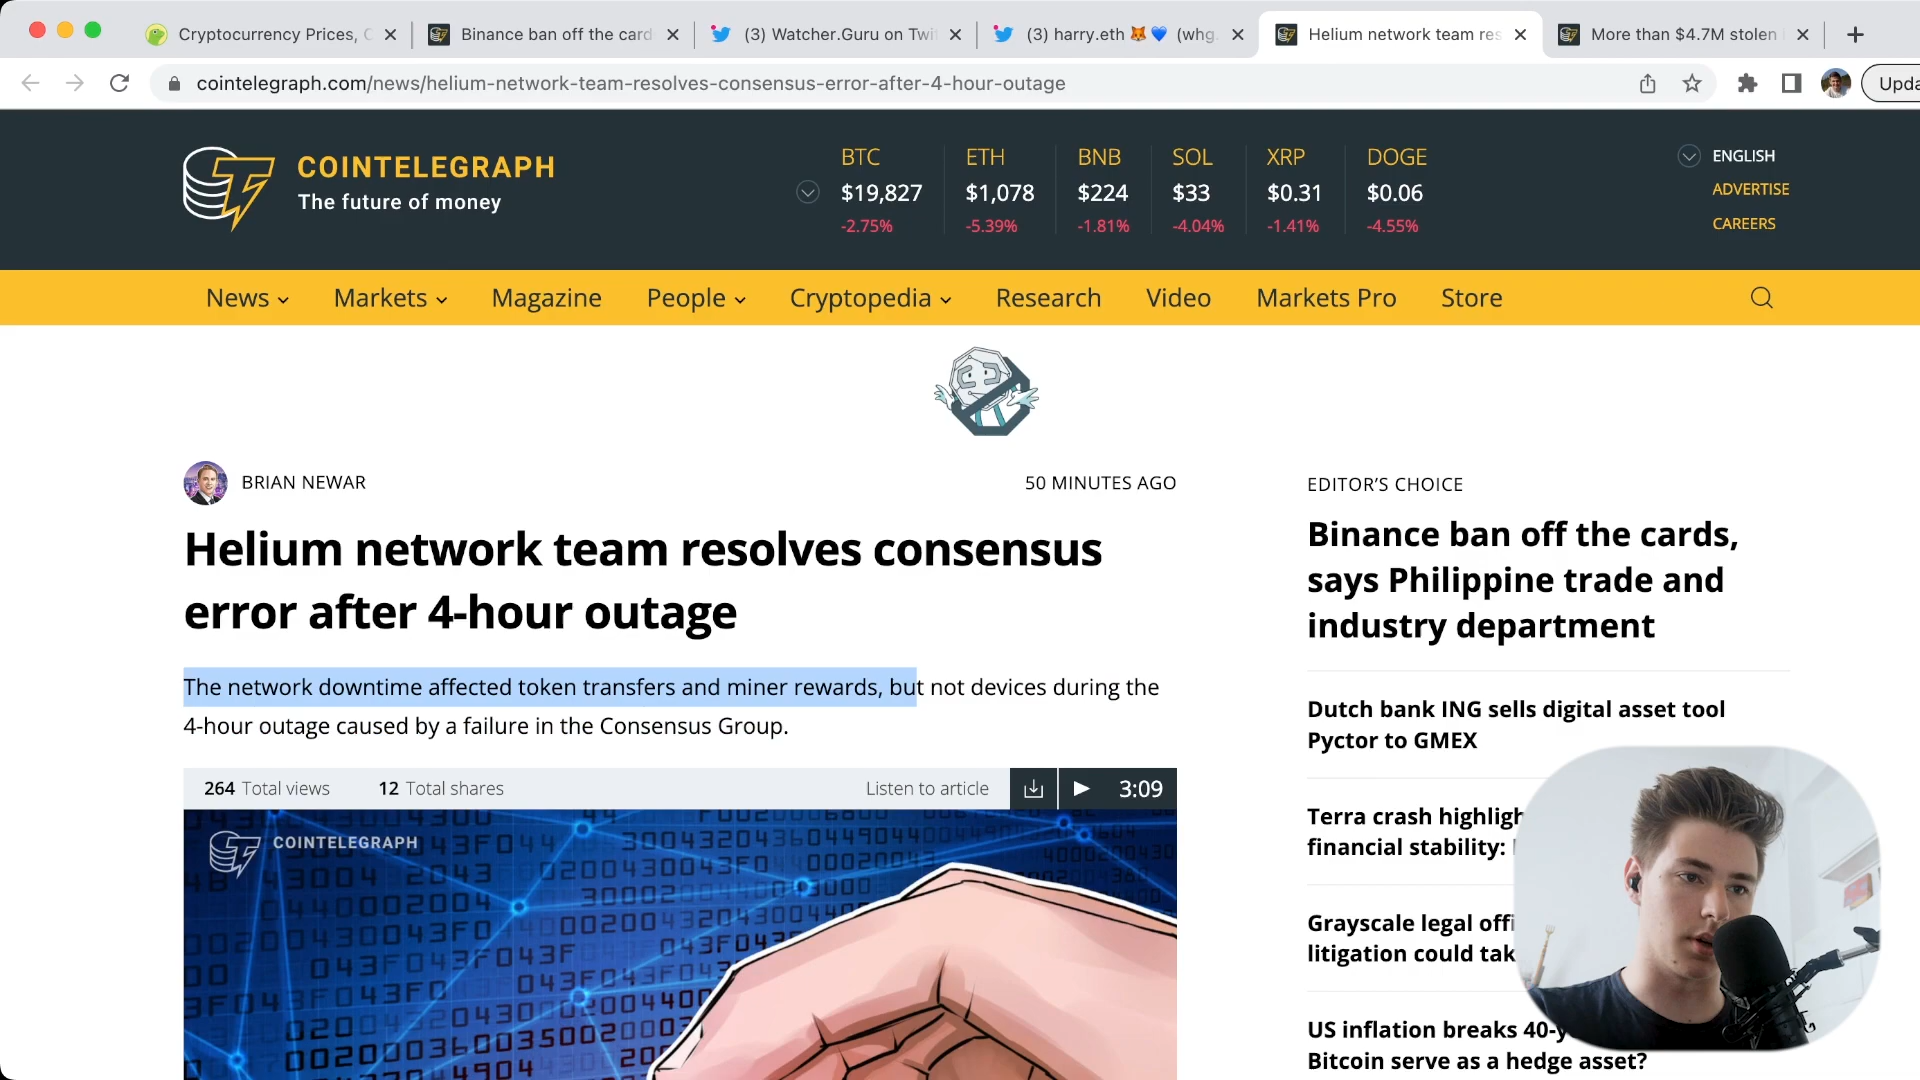 Cryptocurrency Prices, C
Binance ban off the card
(3) Watcher.Guru on Twi
(3) harry.eth 🦊💙 (whg.
Helium network team res
More than $4.7M stolen
cointelegraph.com/news/helium-network-team-resolves-consensus-error-after-4-hour-outage
Upda
COINTELEGRAPH
The future of money
BTC ETH BNB SOL XRP DOGE
$19,827 $1,078 $224 $33 $0.31 $0.06
-2.75% -5.39% -1.81% -4.04% -1.41% -4.55%
ENGLISH
ADVERTISE
CAREERS
News Markets Magazine People Cryptopedia Research Video Markets Pro Store
BRIAN NEWAR
50 MINUTES AGO
Helium network team resolves consensus
error after 4-hour outage
The network downtime affected token transfers and miner rewards, but not devices during the
4-hour outage caused by a failure in the Consensus Group.
264 Total views 12 Total shares Listen to article 3:09
COINTELEGRAPH
EDITOR'S CHOICE
Binance ban off the cards,
says Philippine trade and
industry department
Dutch bank ING sells digital asset tool
Pyctor to GMEX
Terra crash highligh
financial stability:
Grayscale legal offi
litigation could tak
US inflation breaks 40-y
Bitcoin serve as a hedge asset?